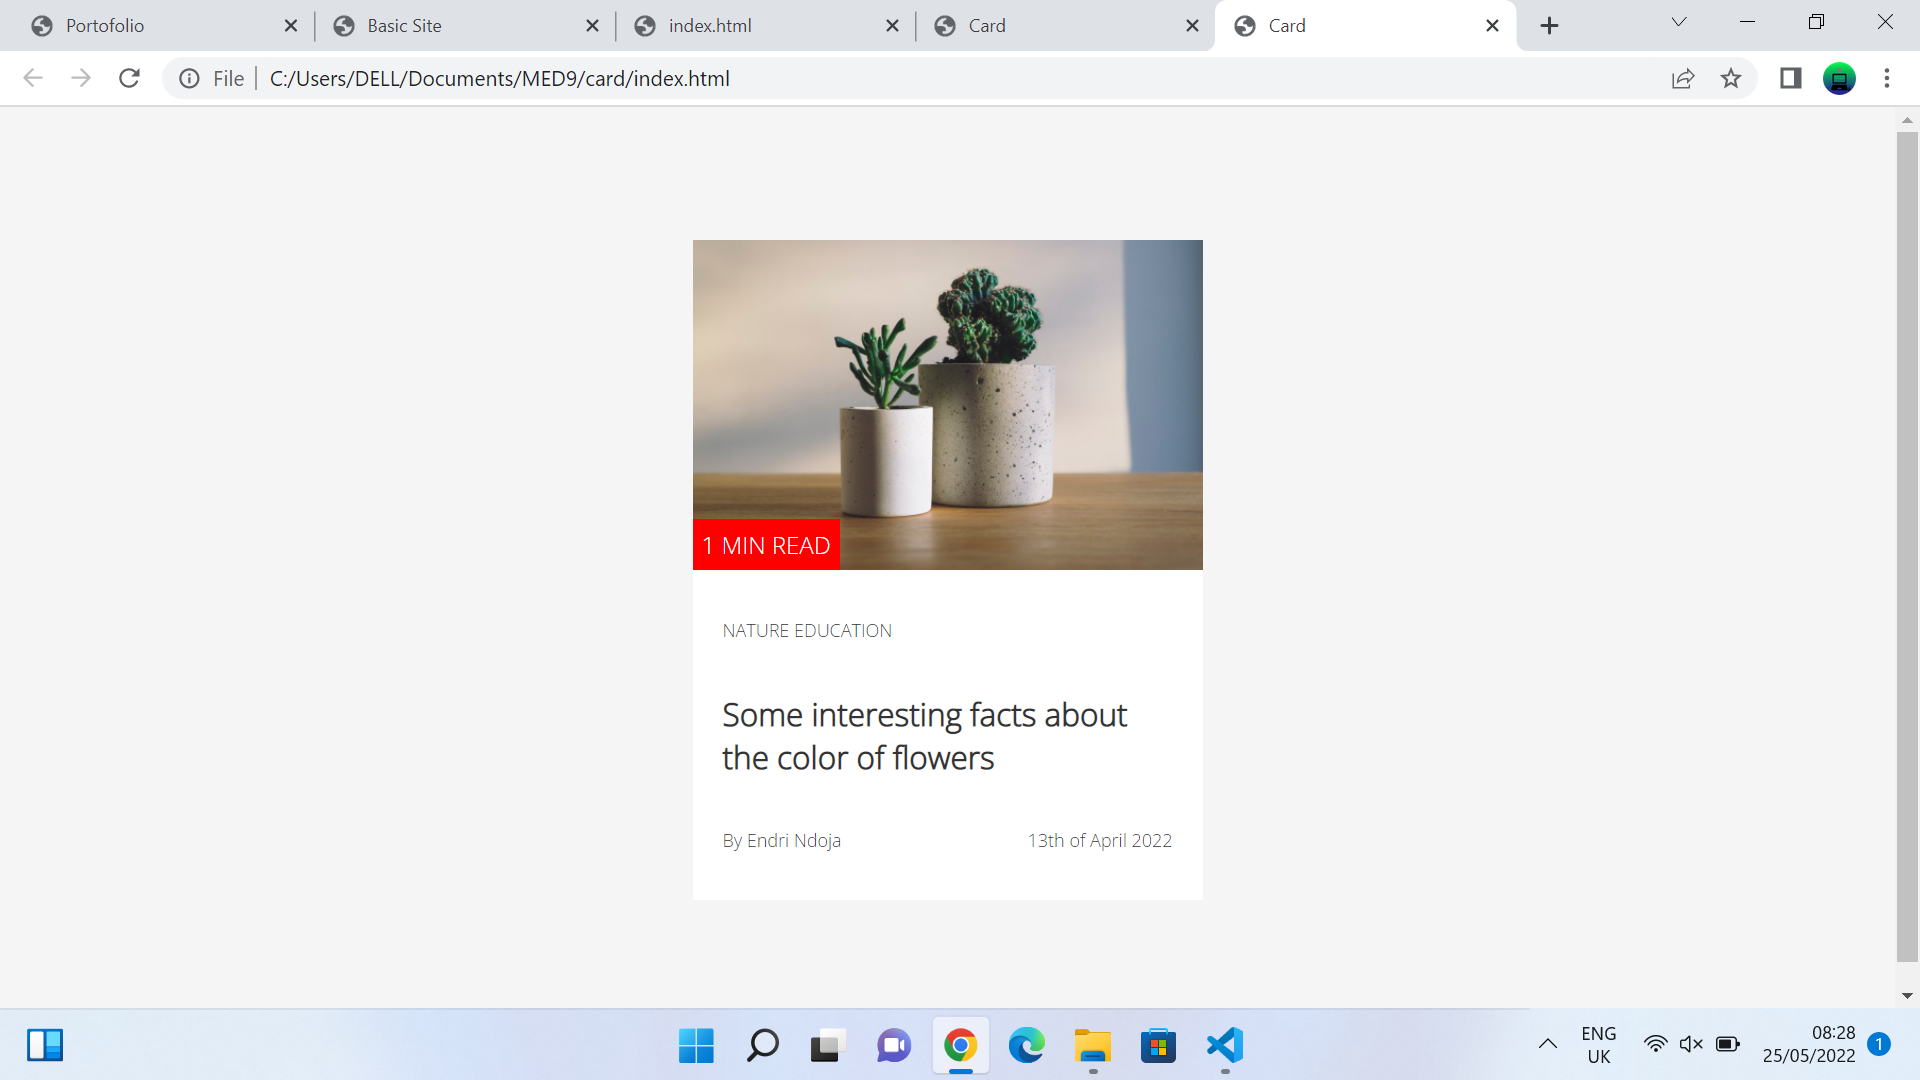 Portofolio
Basic Site
index.html
Card
Card
File
C:/Users/DELL/Documents/MED9/card/index.html
1 MIN READ
NATURE EDUCATION
Some interesting facts about
the color of flowers
By Endri Ndoja
13th of April 2022
ENG
UK
08:28
25/05/2022
1